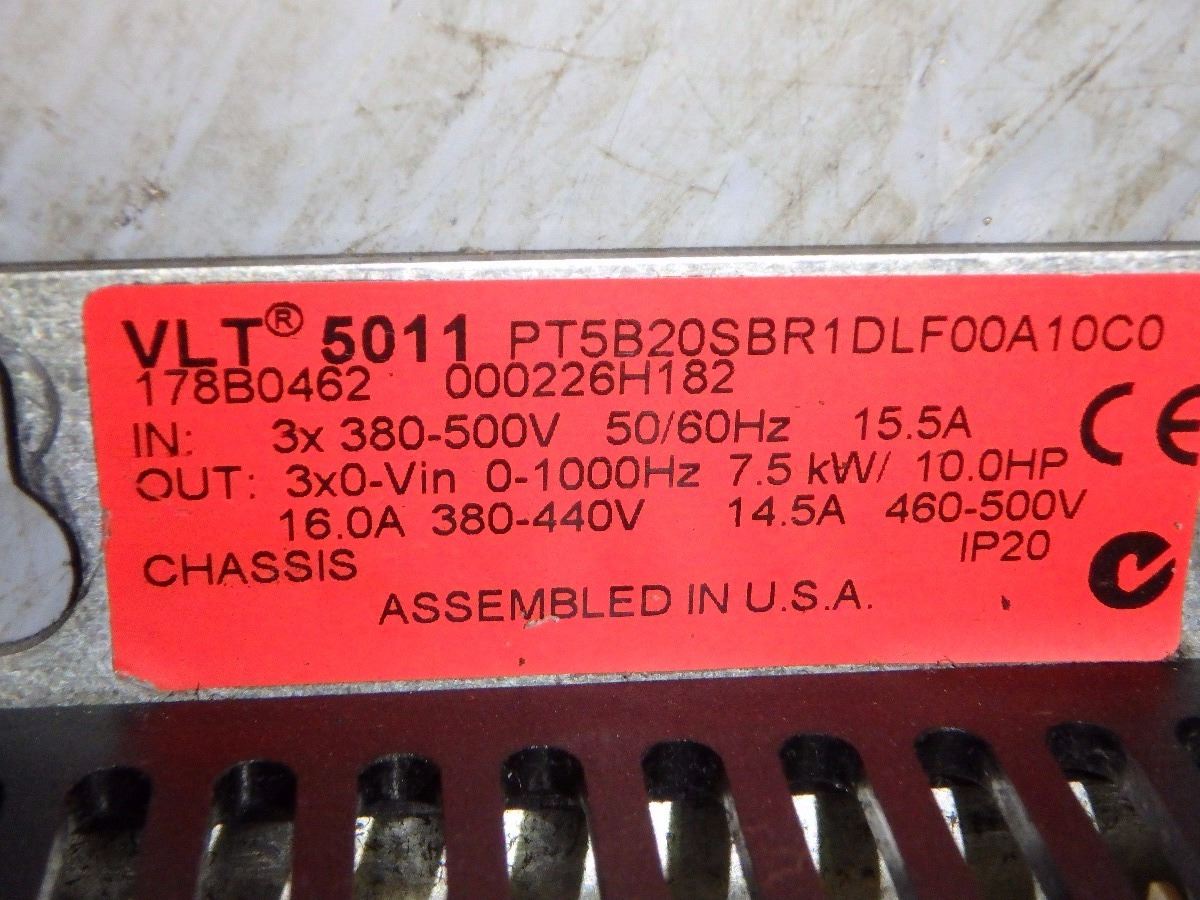 VLT® 5011 PT5B20SBR1DLF00A10C0
178B0462 000226H182
IN: 3x 380-500V 50/60Hz 15.5A
OUT: 3x0-Vin 0-1000Hz 7.5 kW/ 10.0HP
16.0A 380-440V 14.5A 460-500V
CHASSIS IP20
ASSEMBLED IN U.S.A.
CE